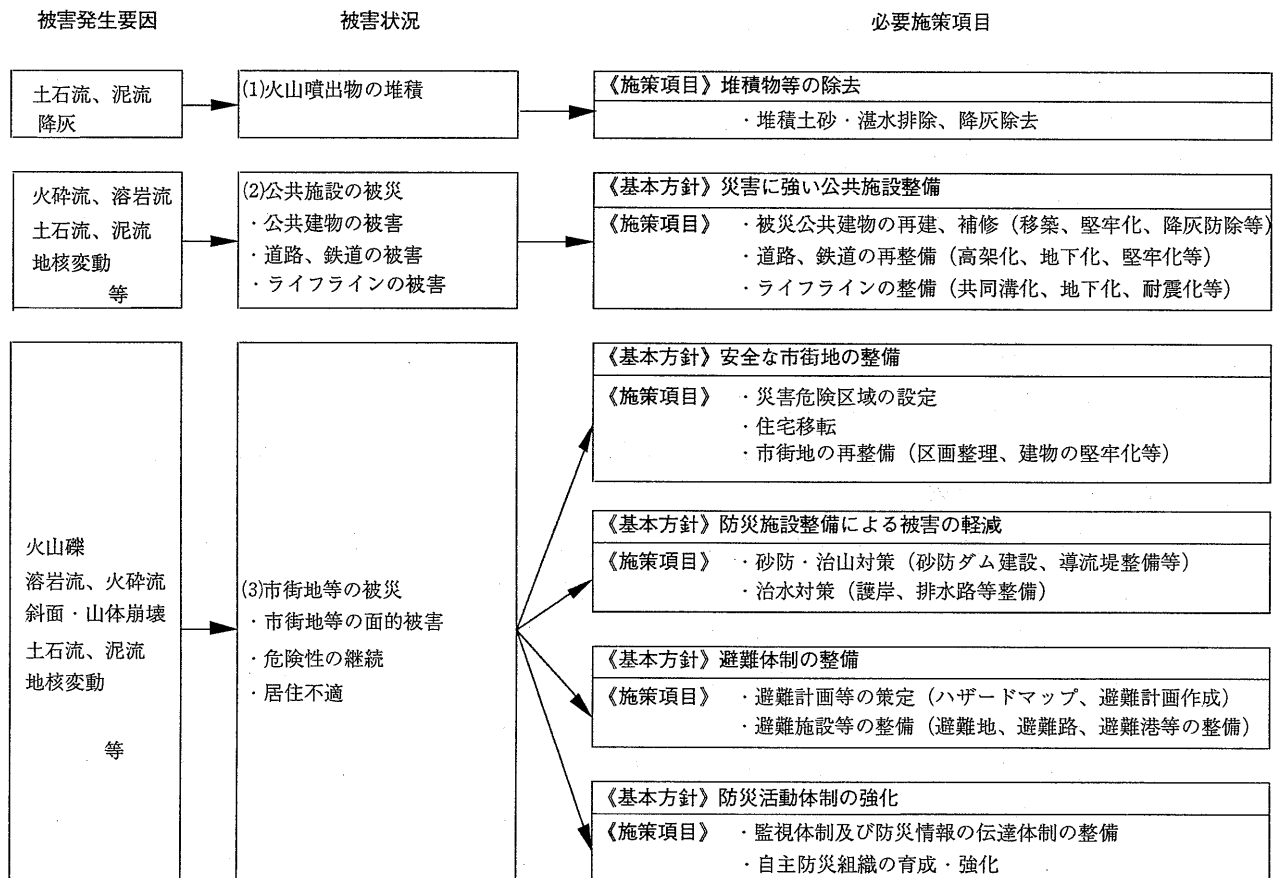 被害発生要因 被害状況 必要施策項目
土石流、泥流
降灰
(1)火山噴出物の堆積
《施策項目》堆積物等の除去
・堆積土砂・湛水排除、降灰除去
火砕流、溶岩流
土石流、泥流
地核変動
等
(2)公共施設の被災
・公共建物の被害
・道路、鉄道の被害
・ライフラインの被害
《基本方針》災害に強い公共施設整備
《施策項目》 ・被災公共建物の再建、補修（移築、堅牢化、降灰防除等）
・道路、鉄道の再整備（高架化、地下化、堅牢化等）
・ライフラインの整備（共同溝化、地下化、耐震化等）
火山礫
溶岩流、火砕流
斜面・山体崩壊
土石流、泥流
地核変動
等
(3)市街地等の被災
・市街地等の面的被害
・危険性の継続
・居住不適
《基本方針》安全な市街地の整備
《施策項目》 ・災害危険区域の設定
・住宅移転
・市街地の再整備（区画整理、建物の堅牢化等）
《基本方針》防災施設整備による被害の軽減
《施策項目》 ・砂防・治山対策（砂防ダム建設、導流堤整備等）
・治水対策（護岸、排水路等整備）
《基本方針》避難体制の整備
《施策項目》 ・避難計画等の策定（ハザードマップ、避難計画作成）
・避難施設等の整備（避難地、避難路、避難港等の整備）
《基本方針》防災活動体制の強化
《施策項目》 ・監視体制及び防災情報の伝達体制の整備
・自主防災組織の育成・強化